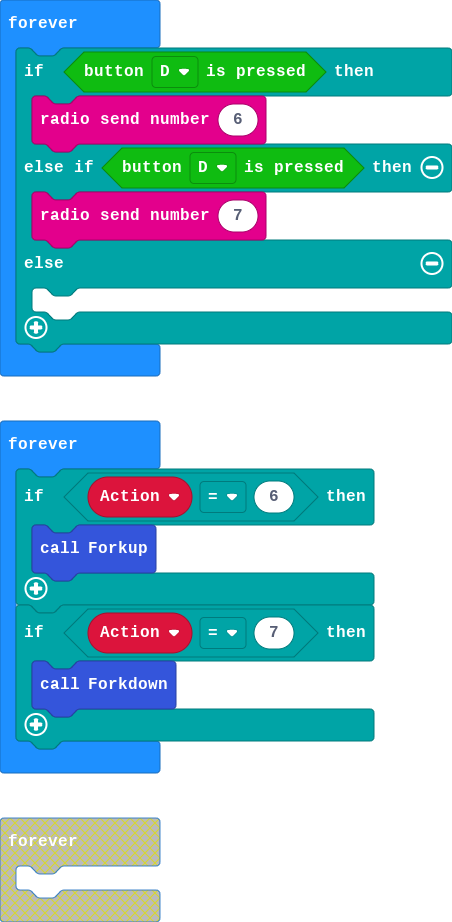 forever
if button D is pressed then
radio send number 6
else if button D is pressed then
radio send number 7
else
forever
if Action = 6 then
call Forkup
if Action = 7 then
call Forkdown
forever